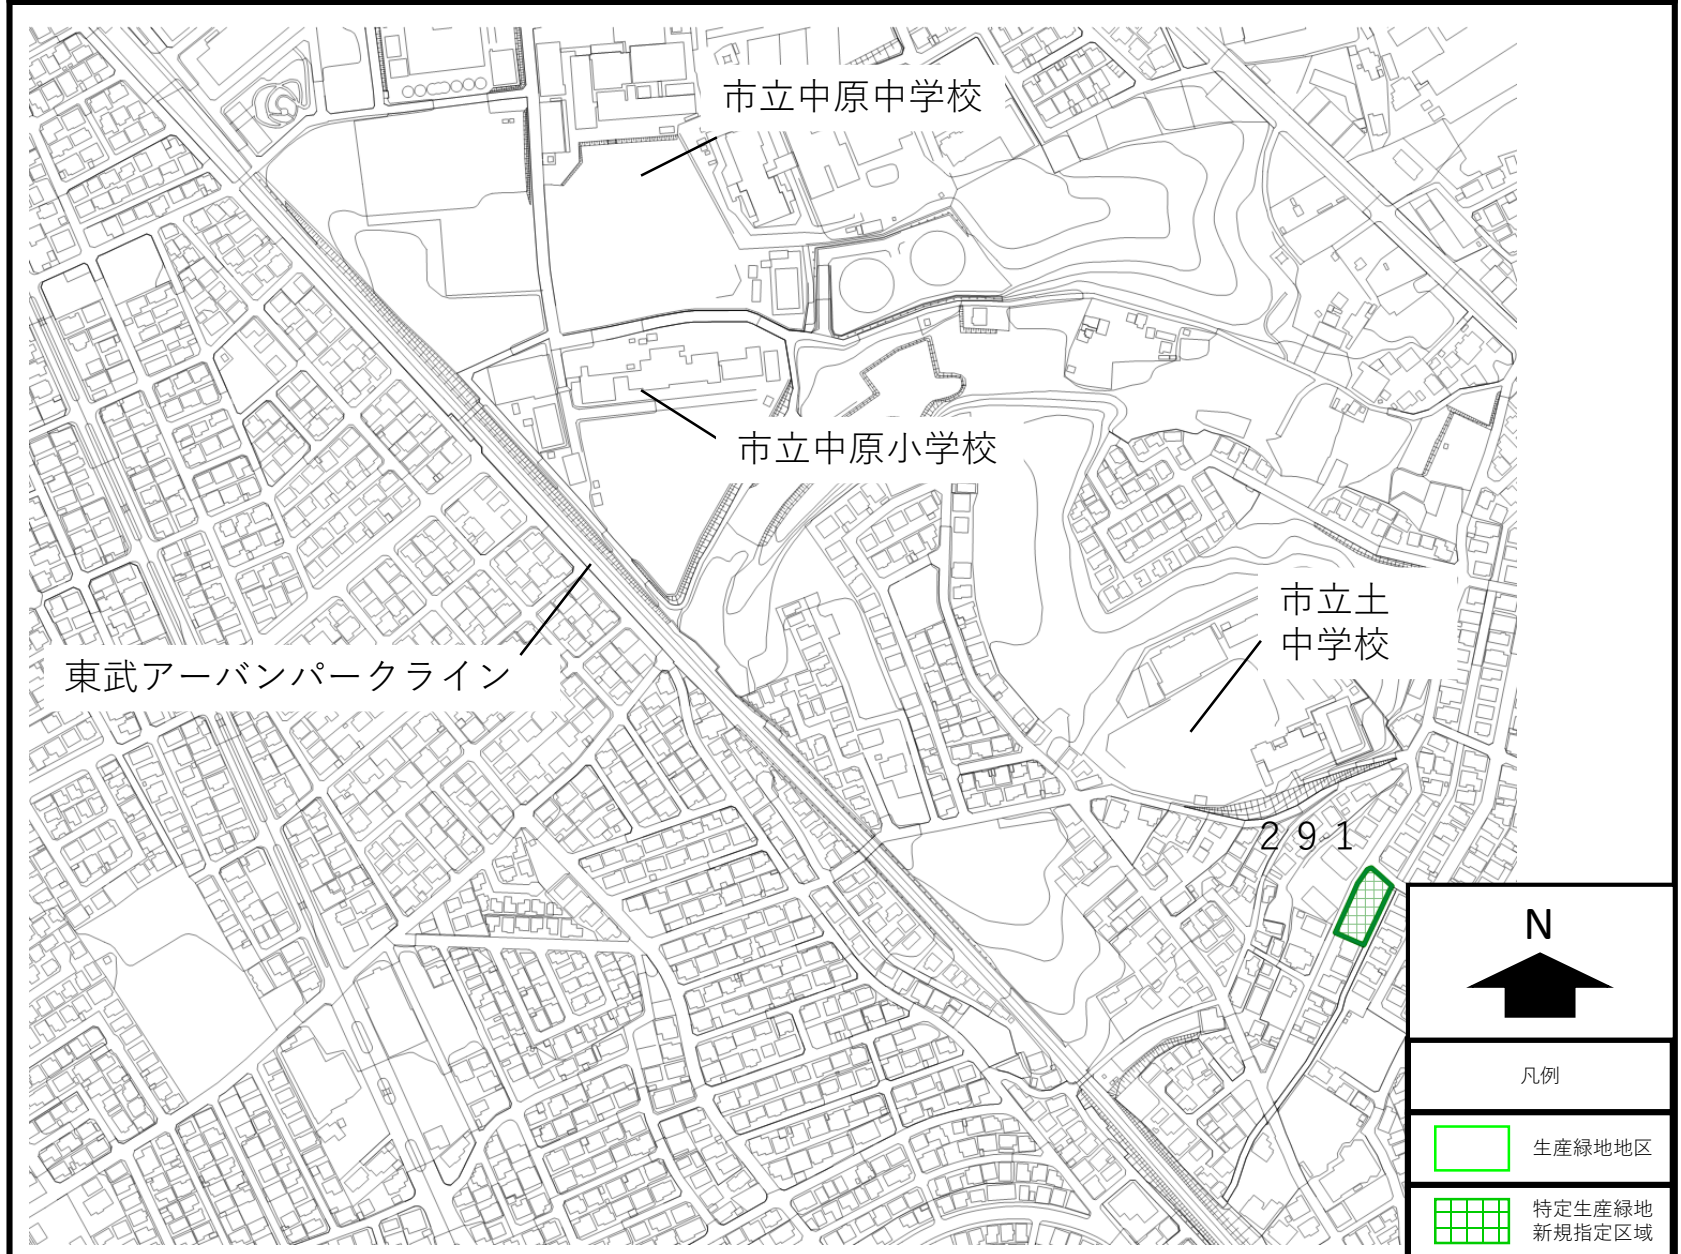 市立中原中学校
市立中原小学校
市立土
中学校
東武アーバンパークライン
２９１
N
凡例
生産緑地地区
特定生産緑地
新規指定区域